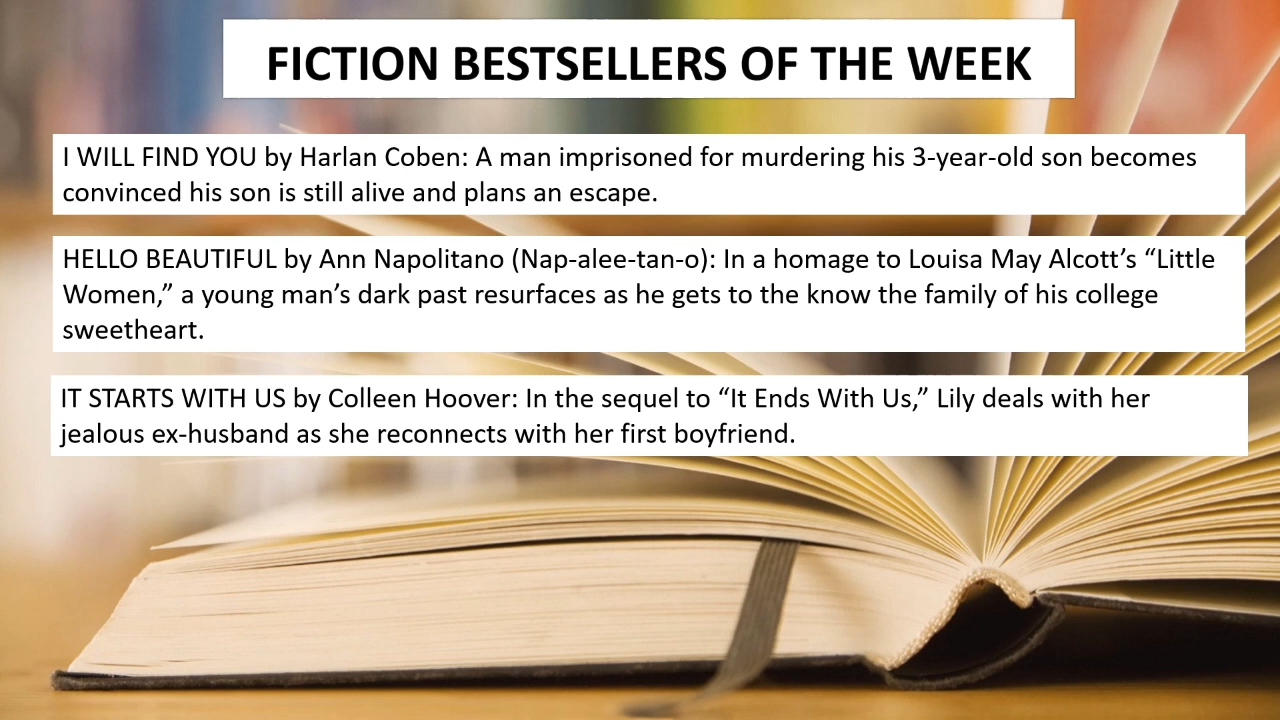 FICTION BESTSELLERS OF THE WEEK
I WILL FIND YOU by Harlan Coben: A man imprisoned for murdering his 3-year-old son becomes
convinced his son is still alive and plans an escape.
HELLO BEAUTIFUL by Ann Napolitano (Nap-alee-tan-o): In a homage to Louisa May Alcott’s “Little
Women,” a young man’s dark past resurfaces as he gets to the know the family of his college
sweetheart.
IT STARTS WITH US by Colleen Hoover: In the sequel to “It Ends With Us,” Lily deals with her
jealous ex-husband as she reconnects with her first boyfriend.